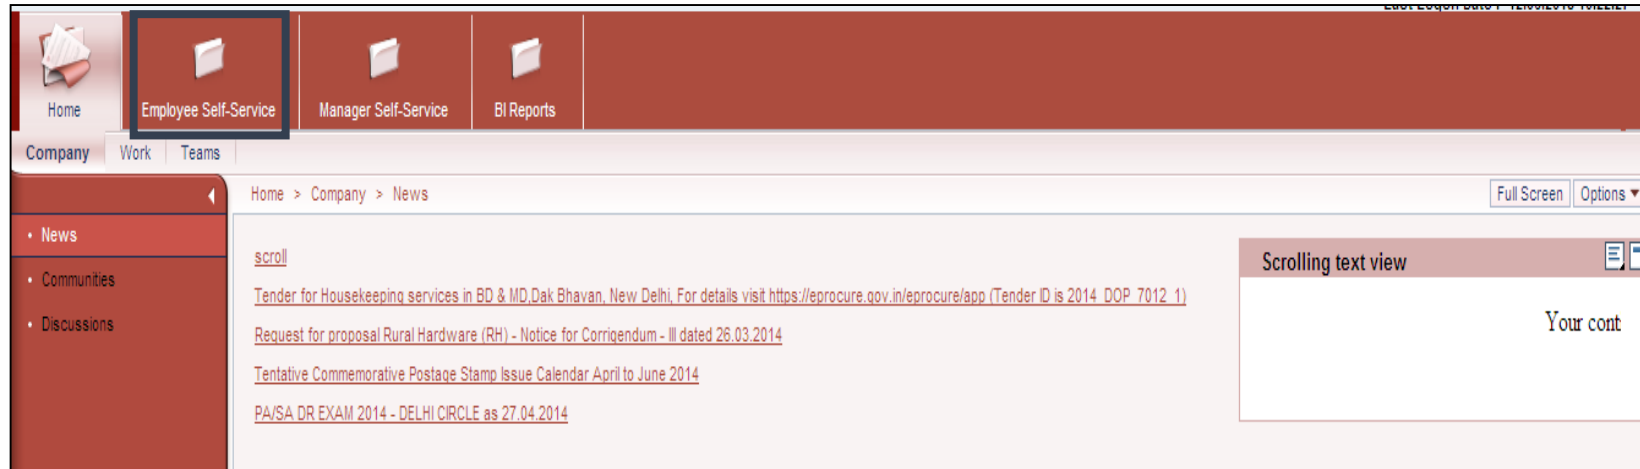 Home
Employee Self-Service
Manager Self-Service
BI Reports
Company Work Teams
Home > Company > News
Full Screen Options
• News
• Communities
• Discussions
scroll
Tender for Housekeeping services in BD & MD,Dak Bhavan, New Delhi, For details visit https://eprocure.gov.in/eprocure/app (Tender ID is 2014_DOP_7012_1)
Request for proposal Rural Hardware (RH) - Notice for Corrigendum - III dated 26.03.2014
Tentative Commemorative Postage Stamp Issue Calendar April to June 2014
PA/SA DR EXAM 2014 - DELHI CIRCLE as 27.04.2014
Scrolling text view
Your cont